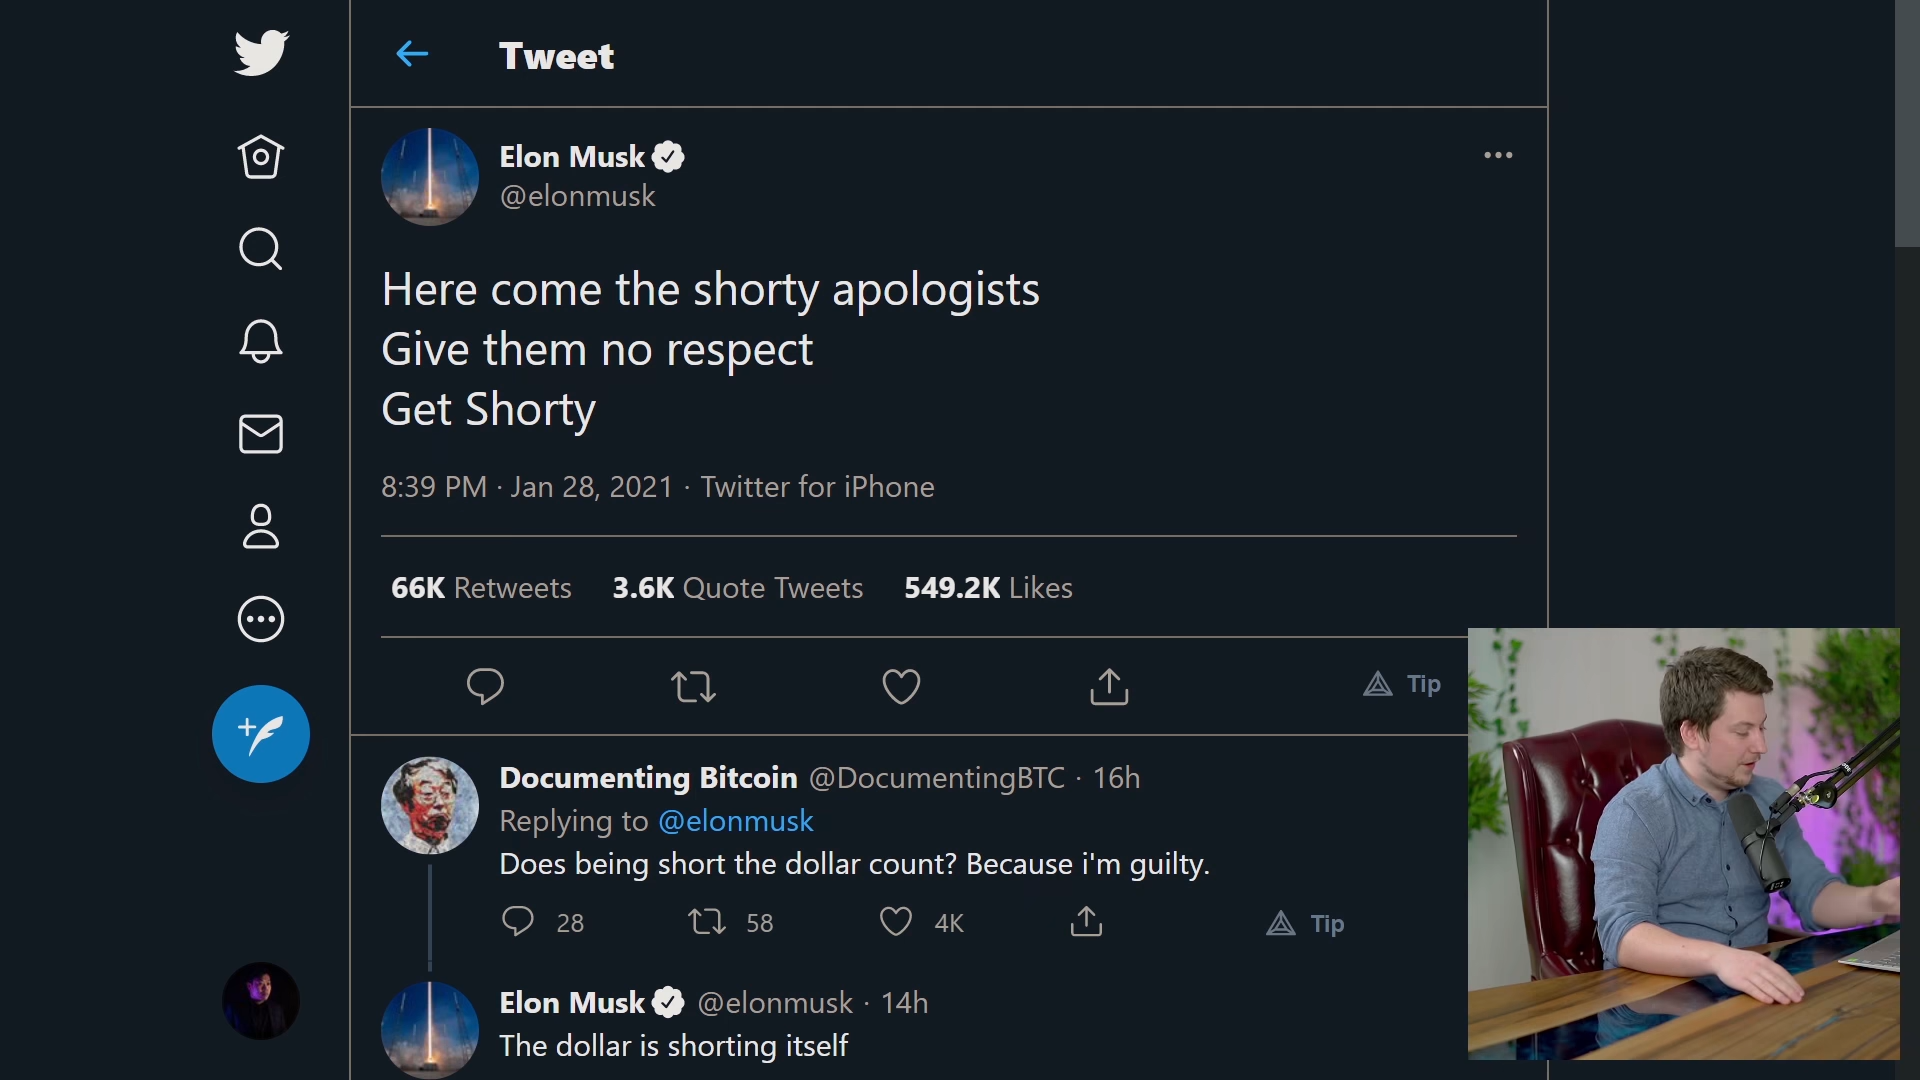 Tweet
Elon Musk
@elonmusk
Here come the shorty apologists
Give them no respect
Get Shorty
8:39 PM · Jan 28, 2021 · Twitter for iPhone
66K Retweets 3.6K Quote Tweets 549.2K Likes
Tip
Documenting Bitcoin @DocumentingBTC · 16h
Replying to @elonmusk
Does being short the dollar count? Because i'm guilty.
28 58 4K Tip
Elon Musk @elonmusk · 14h
The dollar is shorting itself